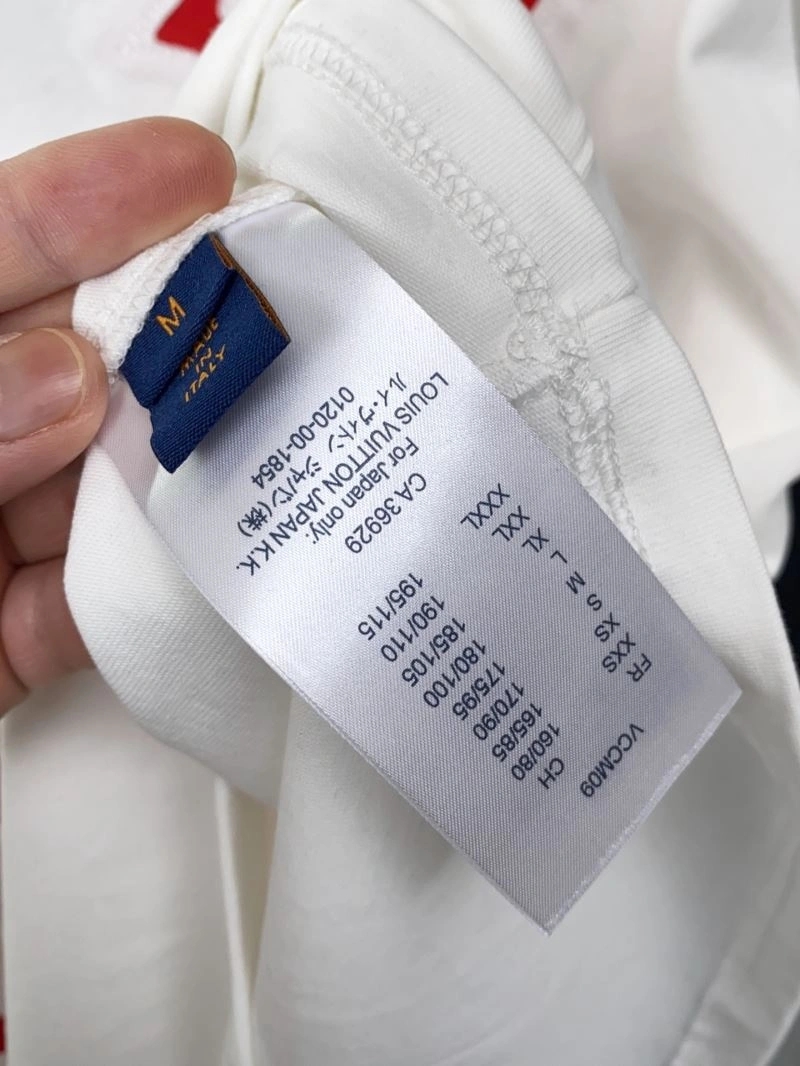 M
MADE
IN
ITALY
VCCM09
FR CH
XXS 160/80
XS 165/85
S 170/90
M 175/95
L 180/100
XL 185/105
XXL 190/110
XXXL 195/115
CA 36929
For Japan only:
LOUIS VUITTON JAPAN K.K.
ルイ・ヴィトン ジャパン(株)
0120-00-1854